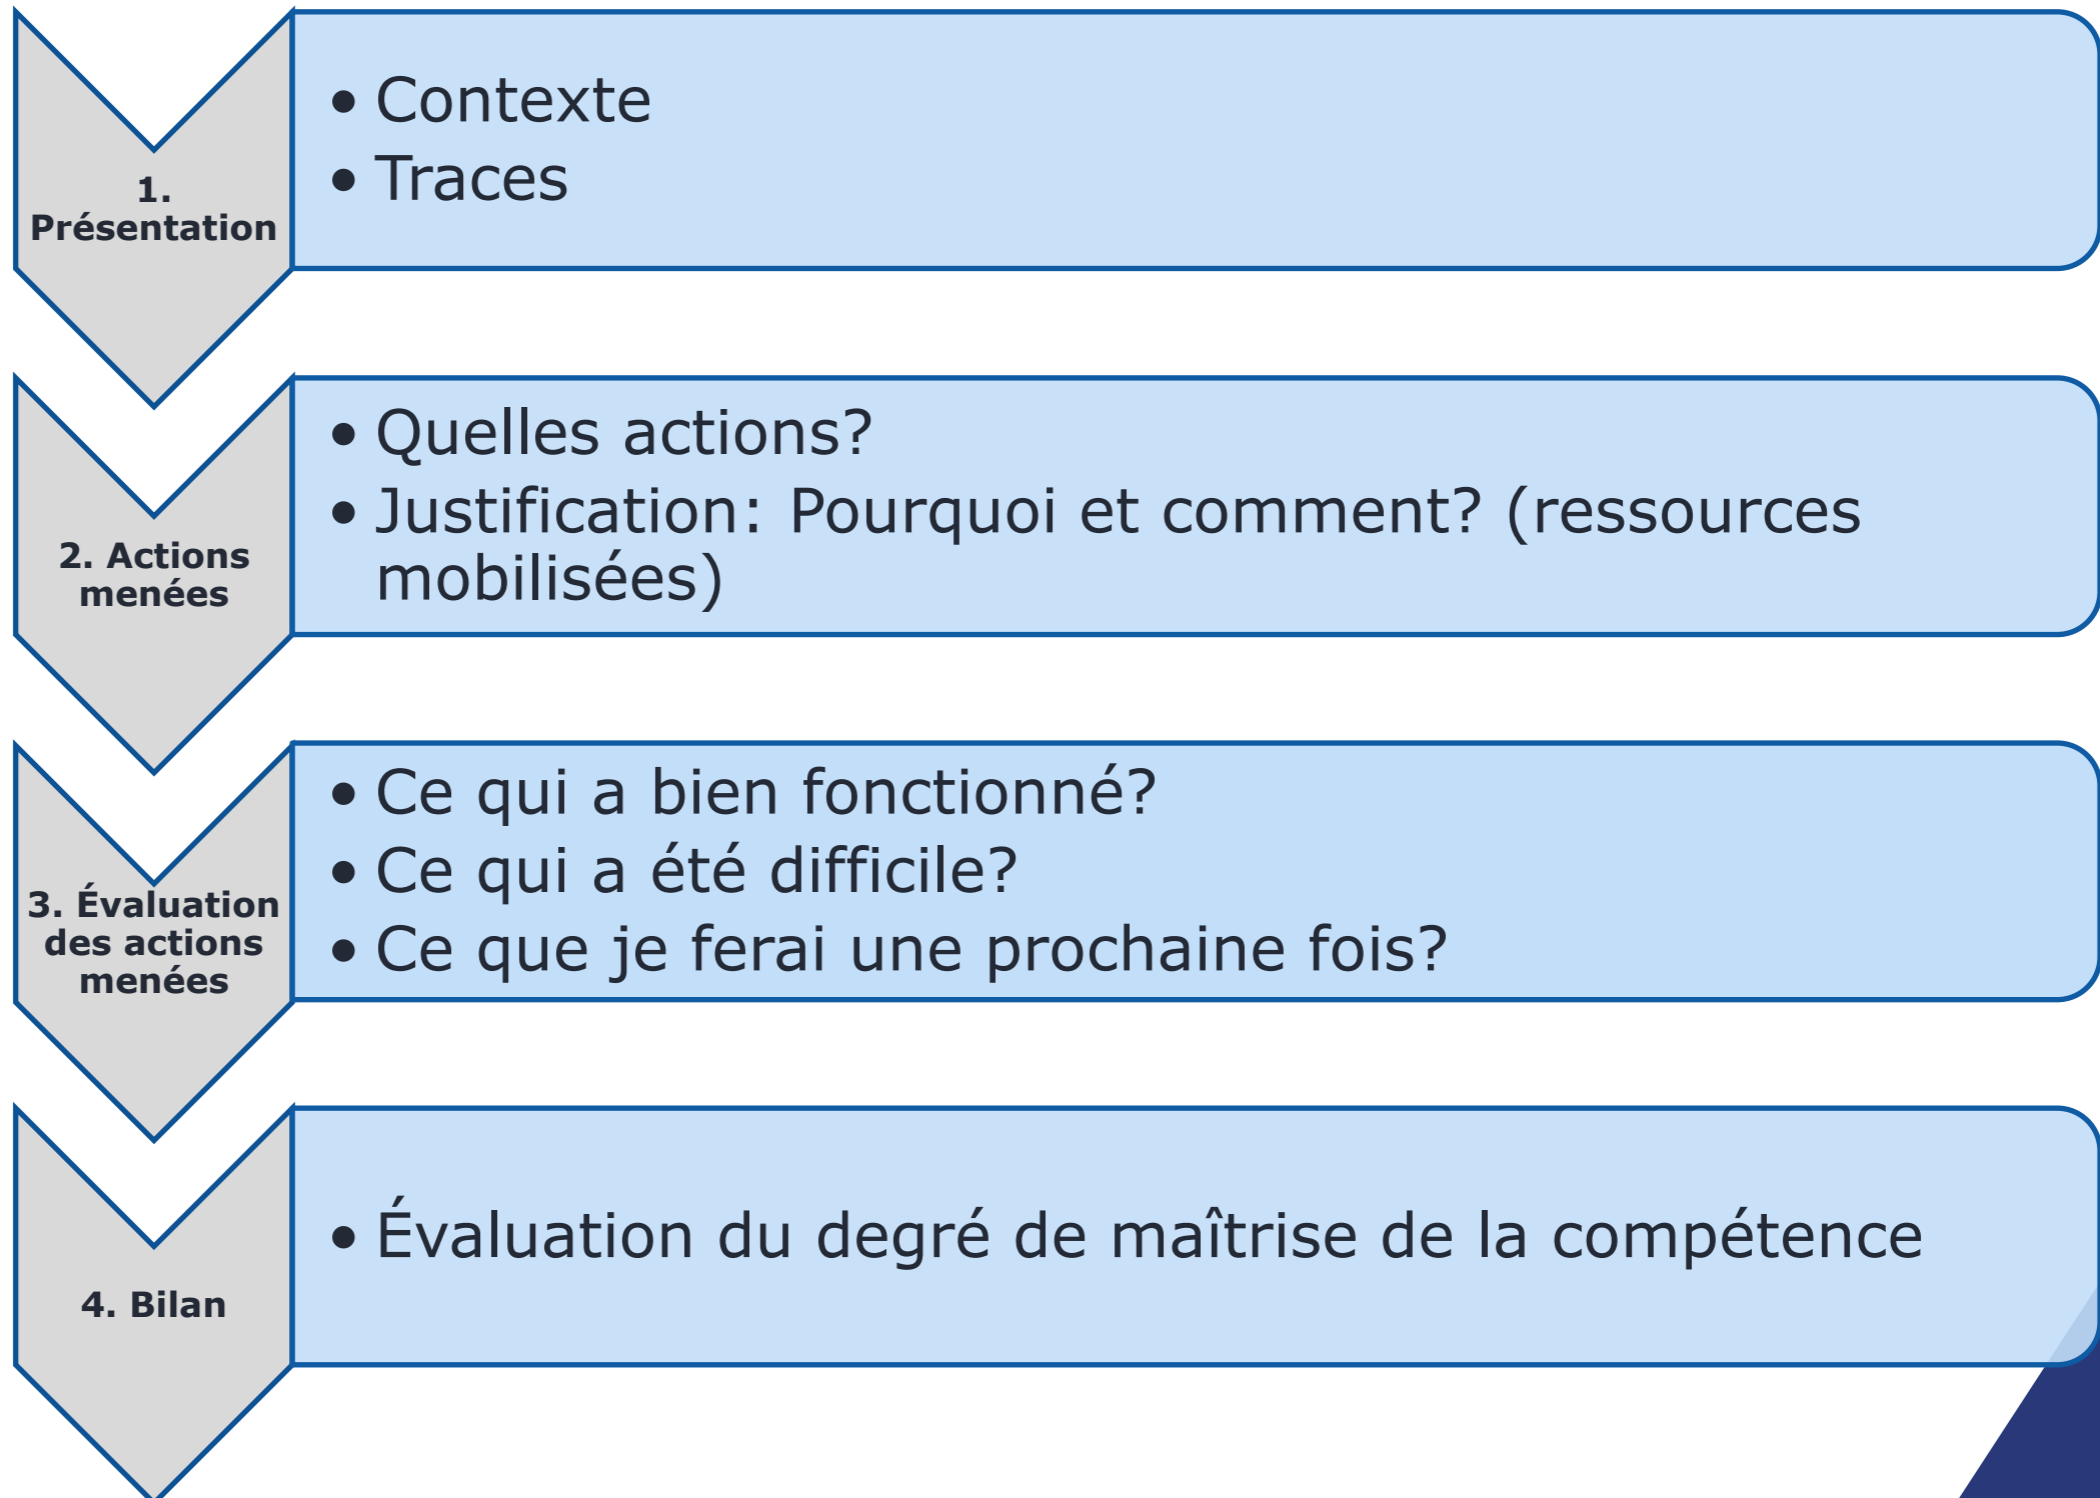 1.
Présentation
• Contexte
• Traces
2. Actions
menées
• Quelles actions?
• Justification: Pourquoi et comment? (ressources
mobilisées)
3. Évaluation
des actions
menées
• Ce qui a bien fonctionné?
• Ce qui a été difficile?
• Ce que je ferai une prochaine fois?
4. Bilan
• Évaluation du degré de maîtrise de la compétence